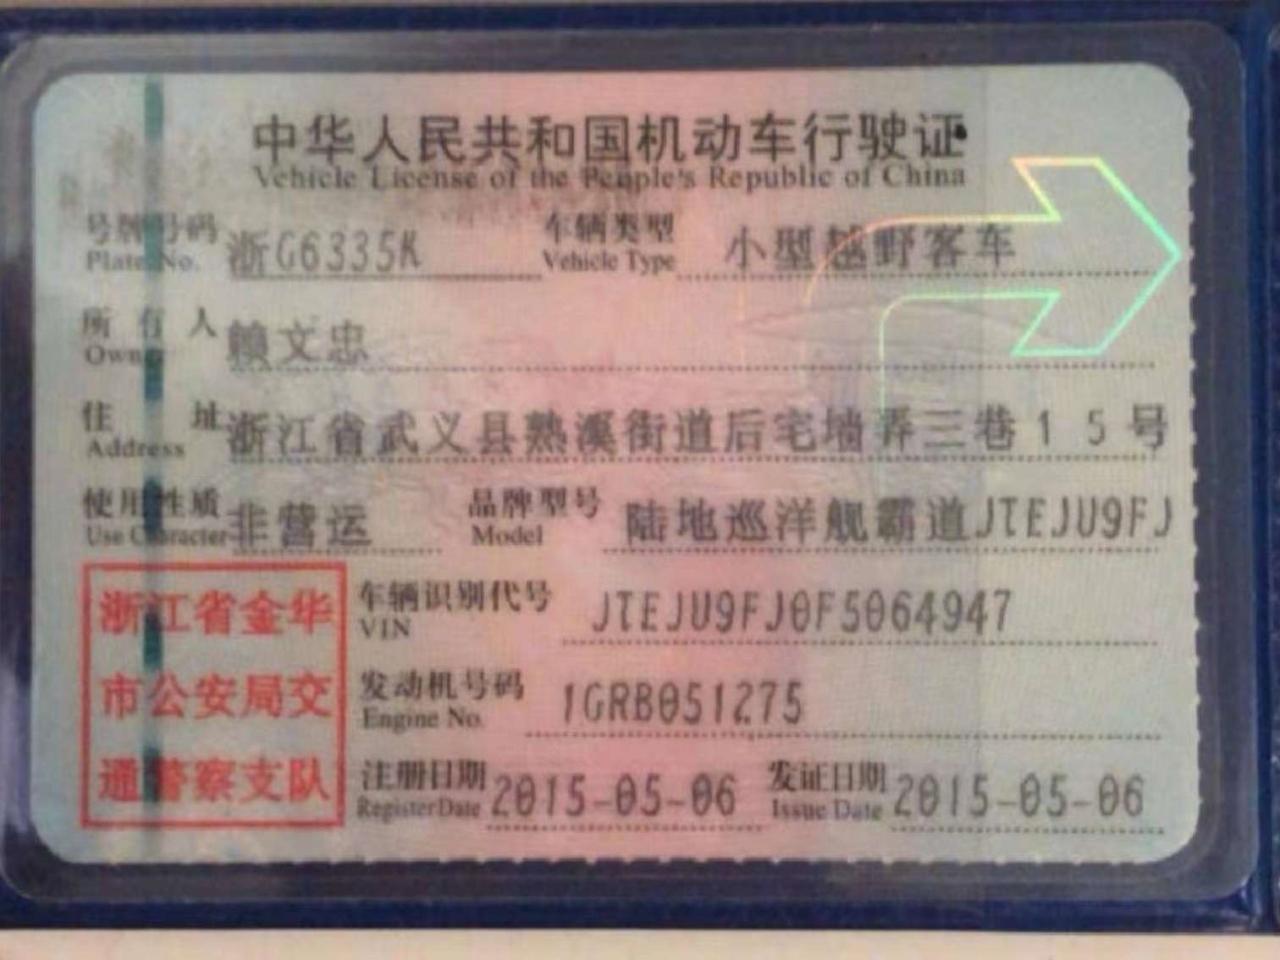 中华人民共和国机动车行驶证
Vehicle License of the People's Republic of China
号牌号码 浙G6335K 车辆类型 小型越野客车
Plate No. Vehicle Type
所有人 赖文忠
Owner
住址 浙江省武义县熟溪街道后宅墙弄三巷15号
Address
使用性质 非营运 品牌型号 陆地巡洋舰霸道JTEJU9FJ
Use Character Model
浙江省金华
市公安局交
通警察支队
车辆识别代号 JTEJU9FJ0F5064947
VIN
发动机号码 1GRB051275
Engine No.
注册日期 2015-05-06 发证日期 2015-05-06
Register Date Issue Date